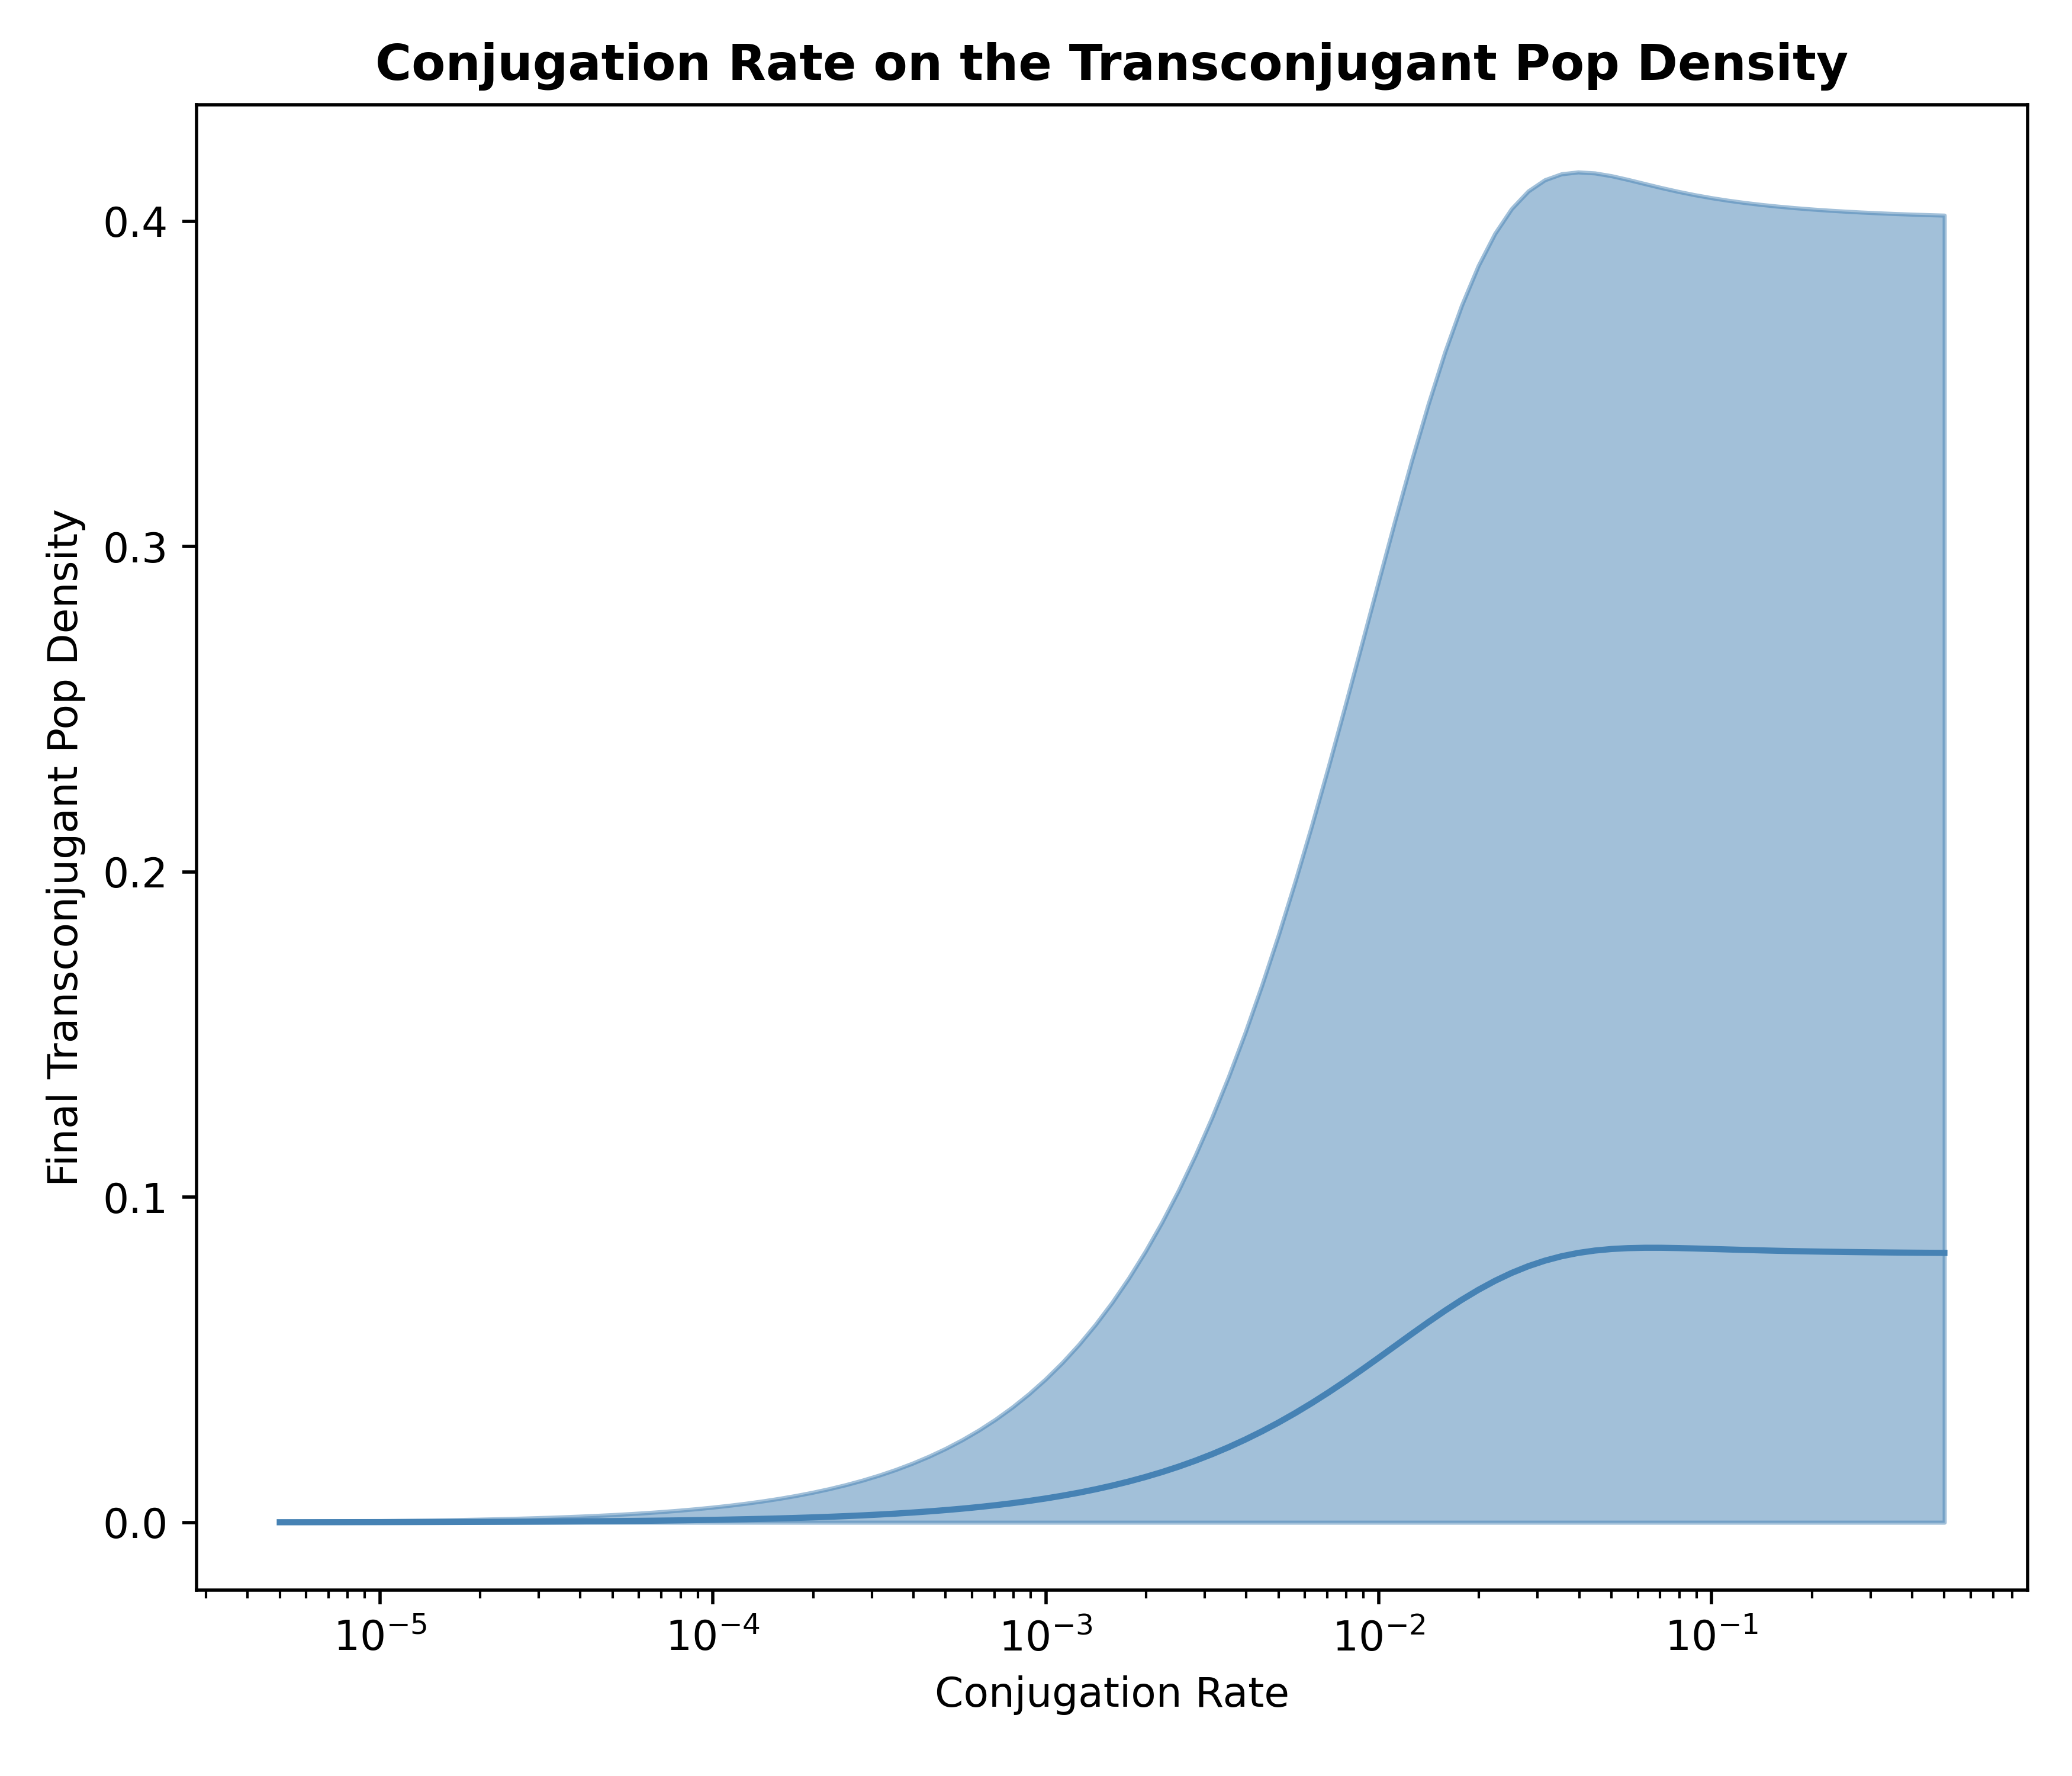 Conjugation Rate on the Transconjugant Pop Density
Final Transconjugant Pop Density
0.4
0.3
0.2
0.1
0.0
10⁻⁵ 10⁻⁴ 10⁻³ 10⁻² 10⁻¹
Conjugation Rate